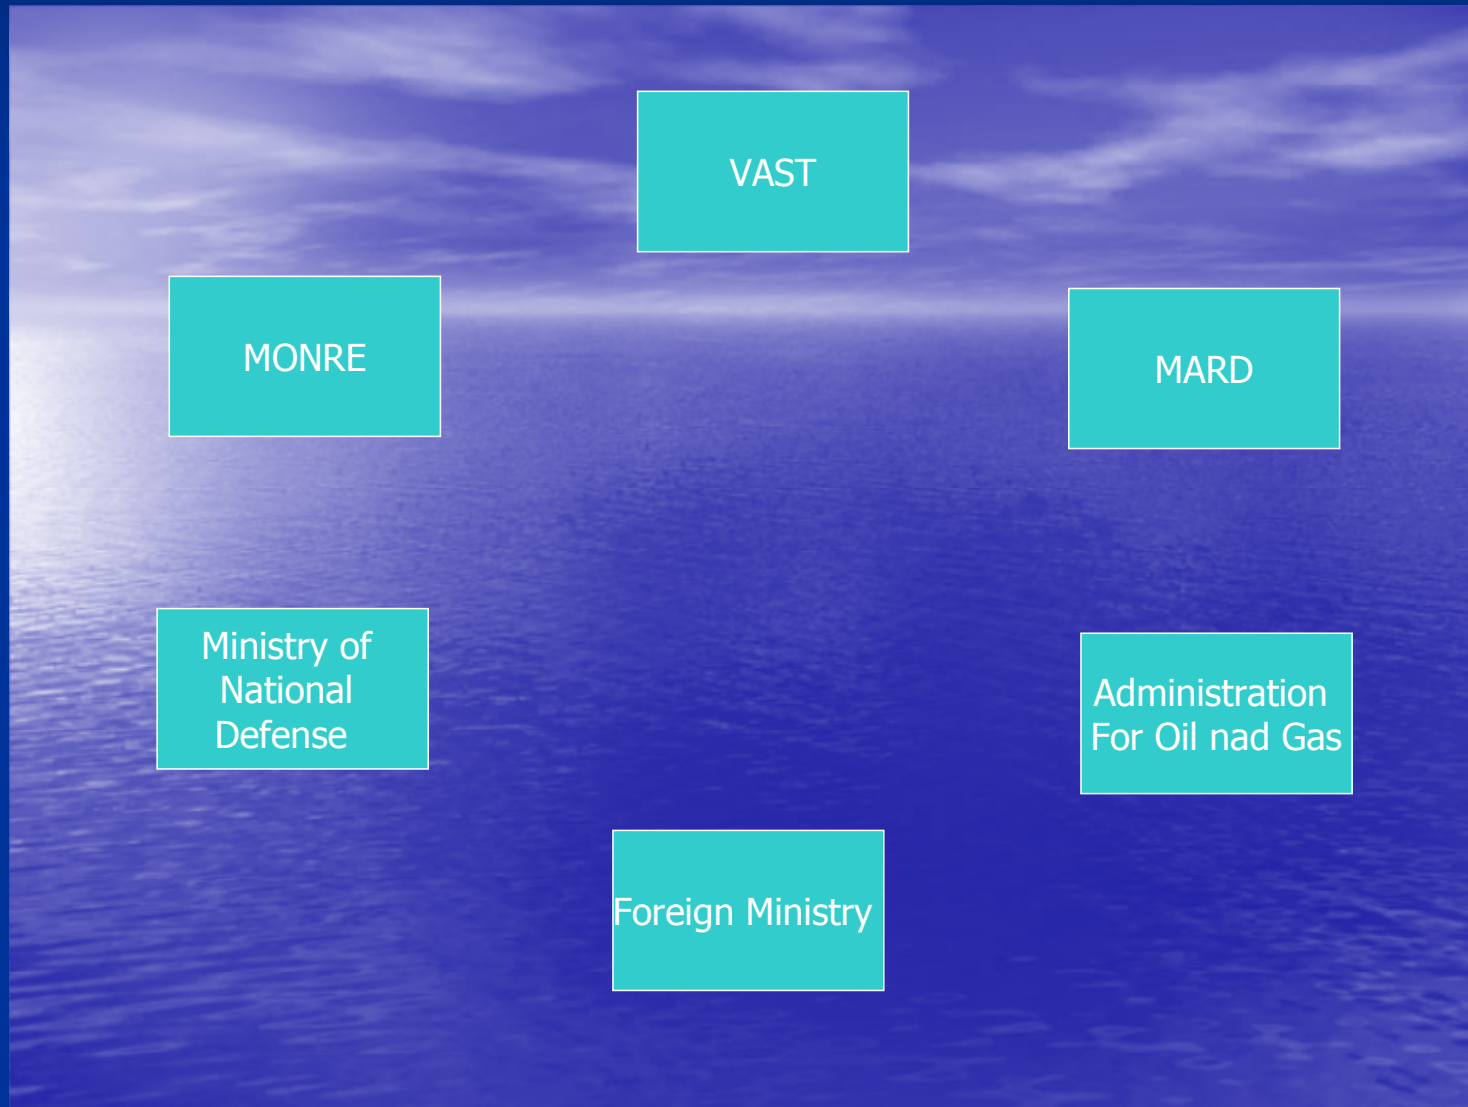 VAST
MONRE
MARD
Ministry of
National
Defense
Administration
For Oil nad Gas
Foreign Ministry